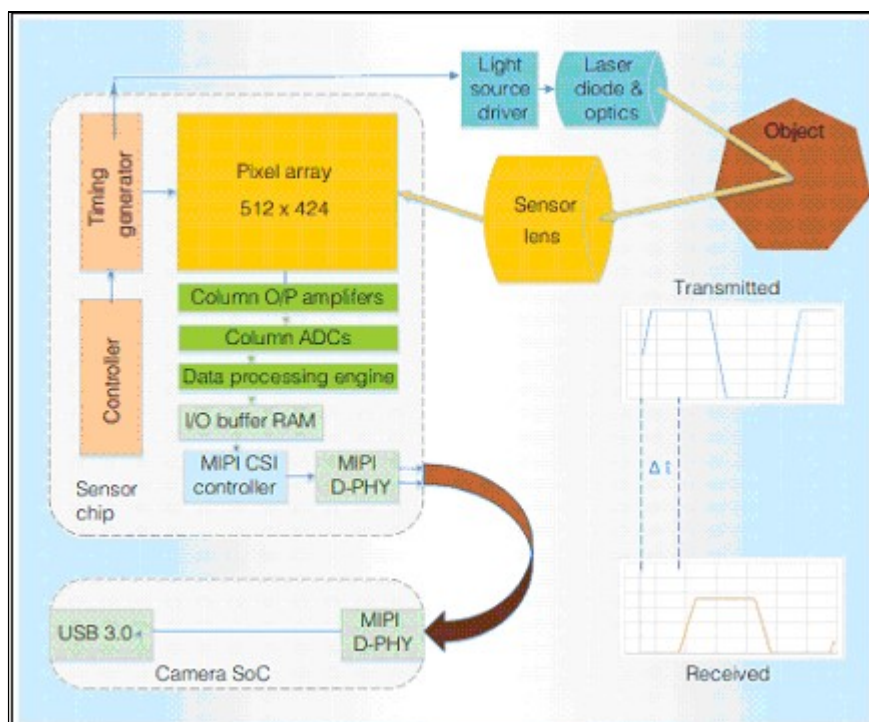 Light
source
driver
Laser
diode &
optics
Object
Timing
generator
Pixel array
512 x 424
Sensor
lens
Transmitted
Column O/P amplifers
Column ADCs
Data processing engine
Controller
I/O buffer RAM
MIPI CSI
controller
MIPI
D-PHY
Sensor
chip
Δ t
USB 3.0
MIPI
D-PHY
Camera SoC
Received